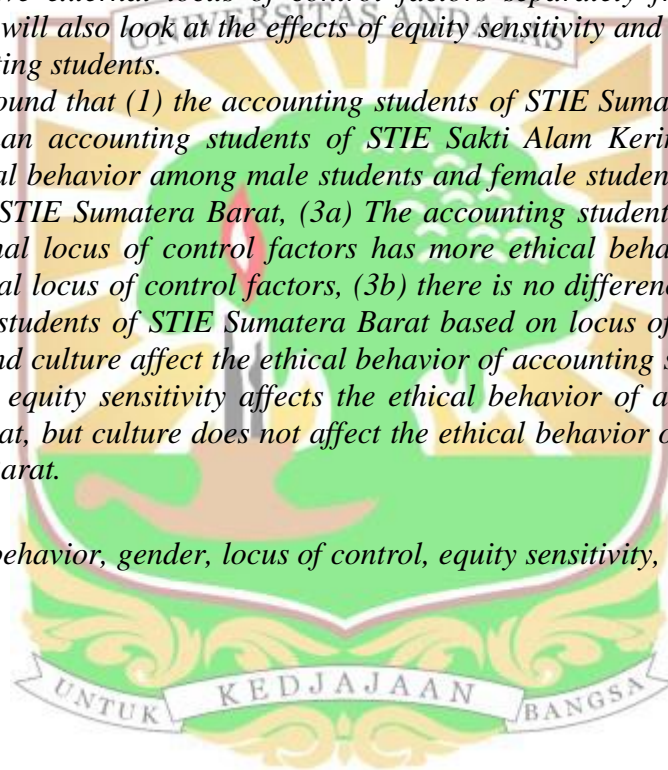 ve external locus of control factors separately
UNIVERSITAS ANDALAS
will also look at the effects of equity sensitivity and
ting students.
ound that (1) the accounting students of STIE Suma
an accounting students of STIE Sakti Alam Kerin
al behavior among male students and female studen
STIE Sumatera Barat, (3a) The accounting student
nal locus of control factors has more ethical beha
al locus of control factors, (3b) there is no differenc
students of STIE Sumatera Barat based on locus of
nd culture affect the ethical behavior of accounting s
equity sensitivity affects the ethical behavior of a
at, but culture does not affect the ethical behavior o
arat.
behavior, gender, locus of control, equity sensitivity,
UNTUK KEDJAJAAN BANGSA